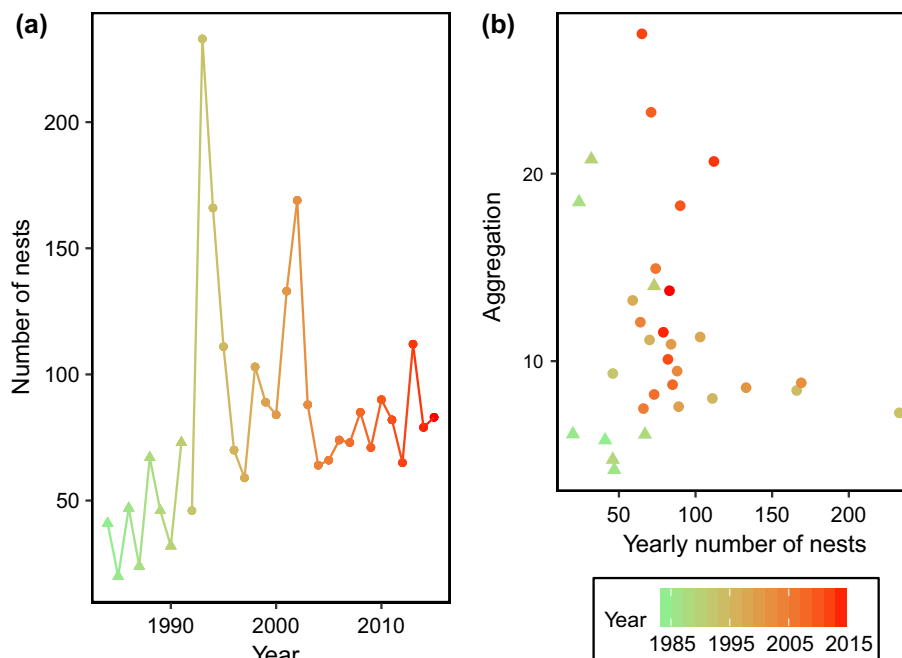 (a)
Number of nests
200
150
100
50
1990
2000
2010
Year
(b)
Aggregation
20
10
50
100
150
200
Yearly number of nests
Year
1985
1995
2005
2015